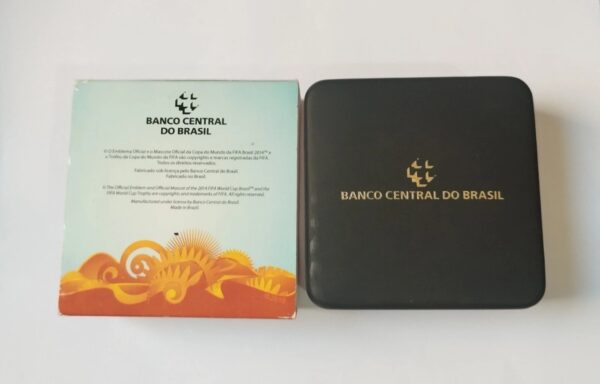 BANCO CENTRAL
DO BRASIL
O Emblema Oficial e o Mascote Oficial da Copa do Mundo da FIFA Brasil 2014™ e
o Troféu da Copa do Mundo da FIFA são copyrights e marcas registradas da FIFA.
Todos os direitos reservados.
Fabricado sob licença pelo Banco Central do Brasil.
Fabricado no Brasil.
The Official Emblem and Official Mascot of the 2014 FIFA World Cup Brazil™ and the
FIFA World Cup Trophy are copyrights and trademarks of FIFA. All rights reserved.
Manufactured under licence by Banco Central do Brasil.
Made in Brazil.
BANCO CENTRAL DO BRASIL